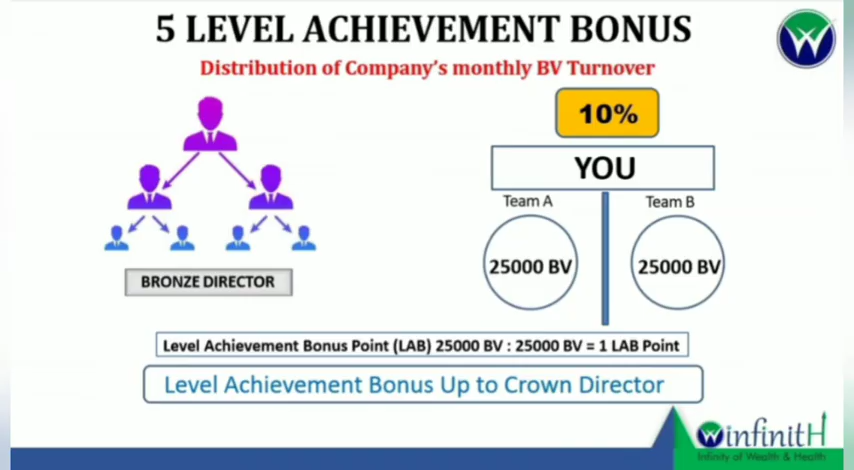 5 LEVEL ACHIEVEMENT BONUS
Distribution of Company's monthly BV Turnover
10%
YOU
Team A
Team B
25000 BV
25000 BV
BRONZE DIRECTOR
Level Achievement Bonus Point (LAB) 25000 BV : 25000 BV = 1 LAB Point
Level Achievement Bonus Up to Crown Director
WinfinitH
Infinity of Wealth & Health